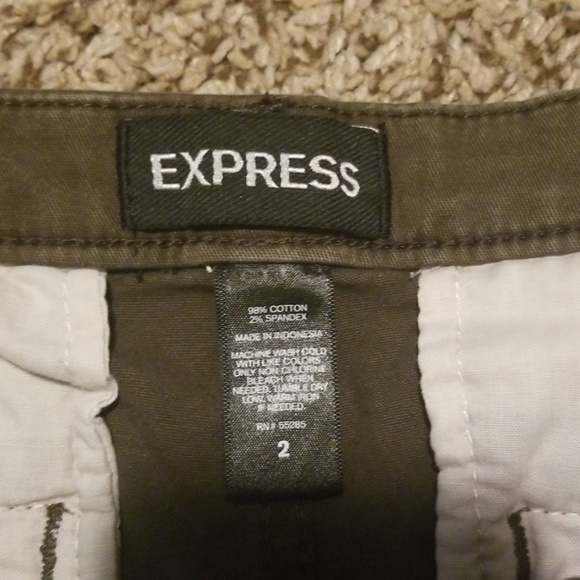 EXPRESS
98% COTTON
2% SPANDEX
MADE IN INDONESIA
MACHINE WASH COLD
WITH LIKE COLORS
ONLY NON CHLORINE
BLEACH WHEN
NEEDED. TUMBLE DRY
LOW. WARM IRON
IF NEEDED.
RN# 55285
2